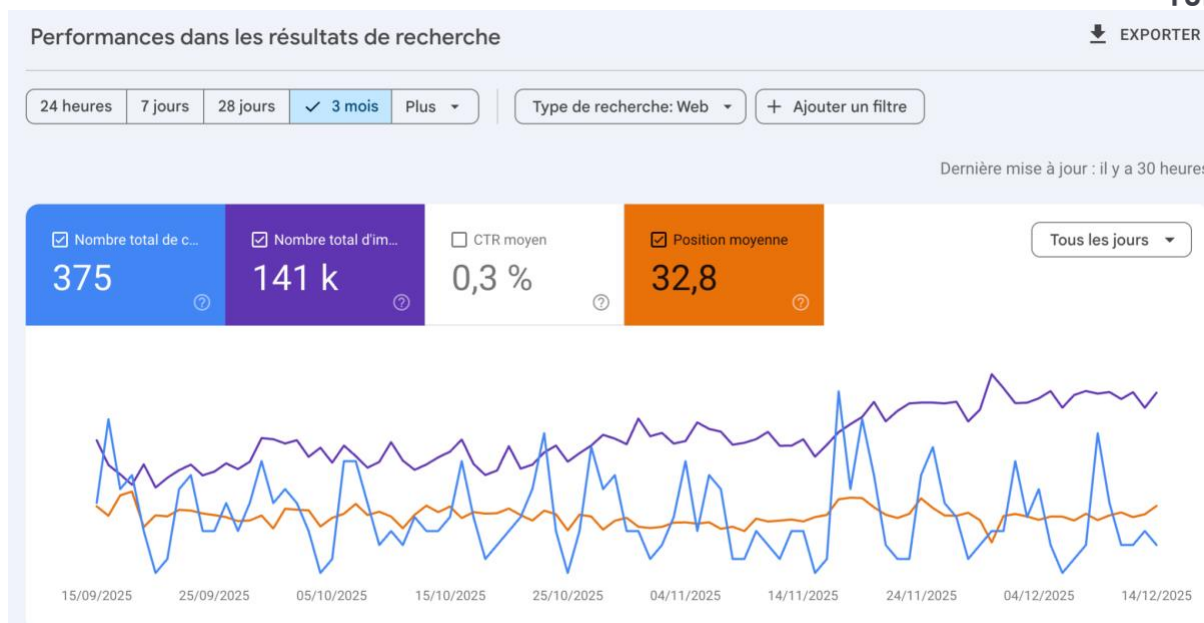 Performances dans les résultats de recherche
EXPORTER
24 heures 7 jours 28 jours 3 mois Plus Type de recherche: Web + Ajouter un filtre
Dernière mise à jour : il y a 30 heures
Nombre total de c... Nombre total d'im... CTR moyen Position moyenne Tous les jours
375 141 k 0,3 % 32,8
15/09/2025 25/09/2025 05/10/2025 15/10/2025 25/10/2025 04/11/2025 14/11/2025 24/11/2025 04/12/2025 14/12/2025